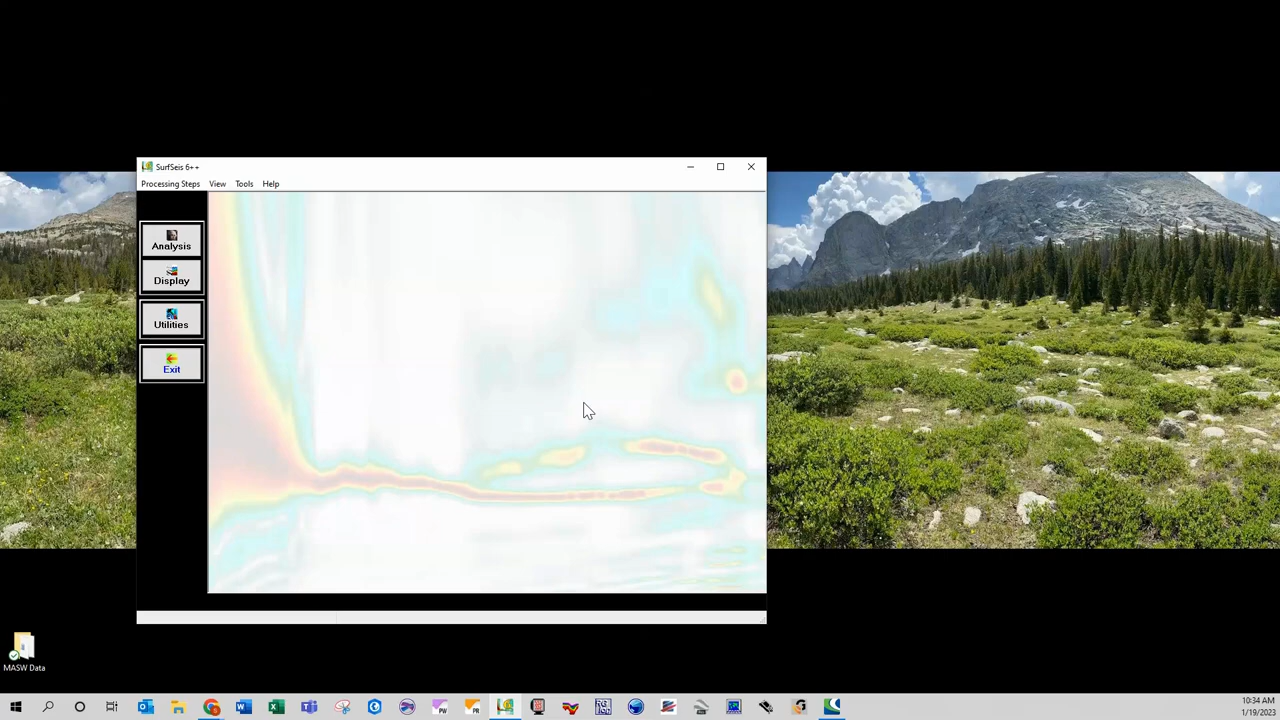 SurfSeis 6++
Processing Steps View Tools Help
Analysis
Display
Utilities
Exit
MASW Data
10:34 AM
1/19/2023